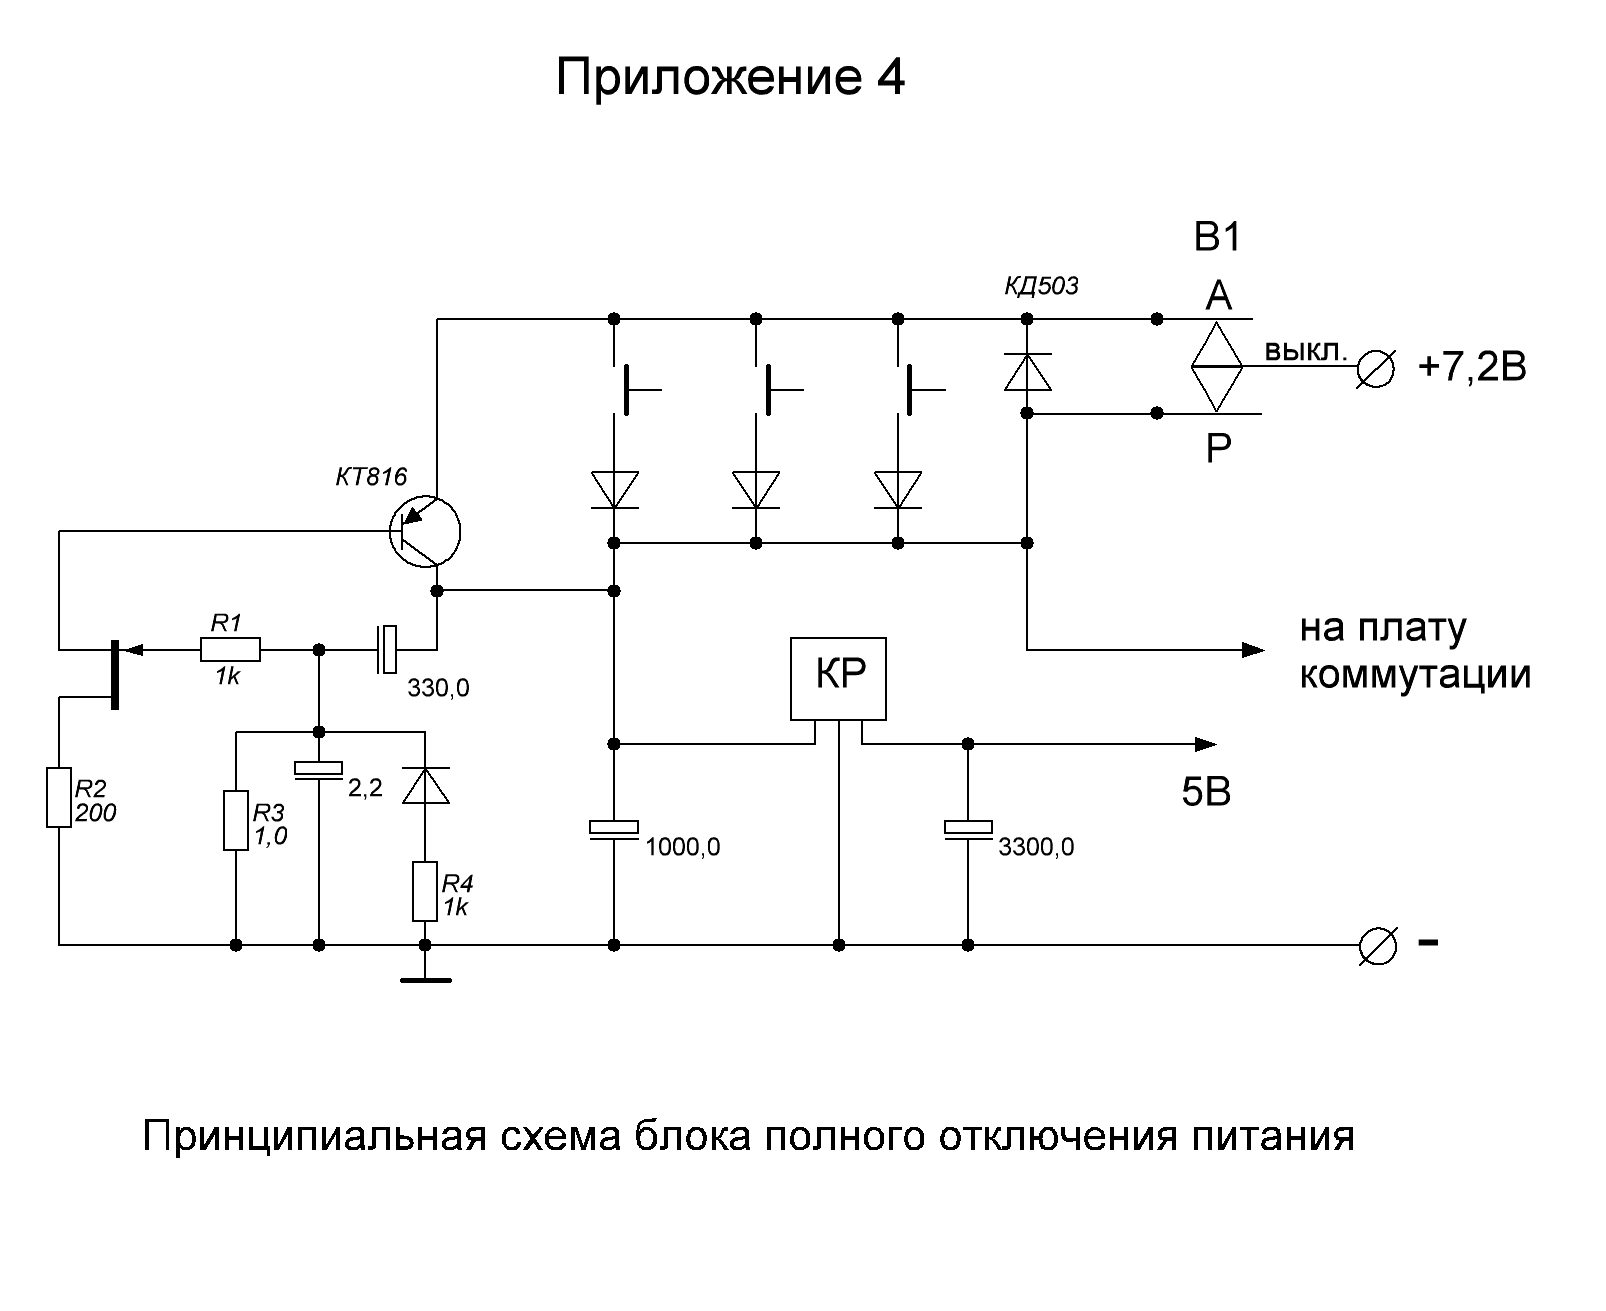 Приложение 4
В1
КД503
А
ВЫКЛ.
+7,2В
Р
КТ816
R1
1k
на плату
коммутации
КР
330,0
R2
200
2,2
R3
1,0
5В
1000,0
3300,0
R4
1k
-
Принципиальная схема блока полного отключения питания